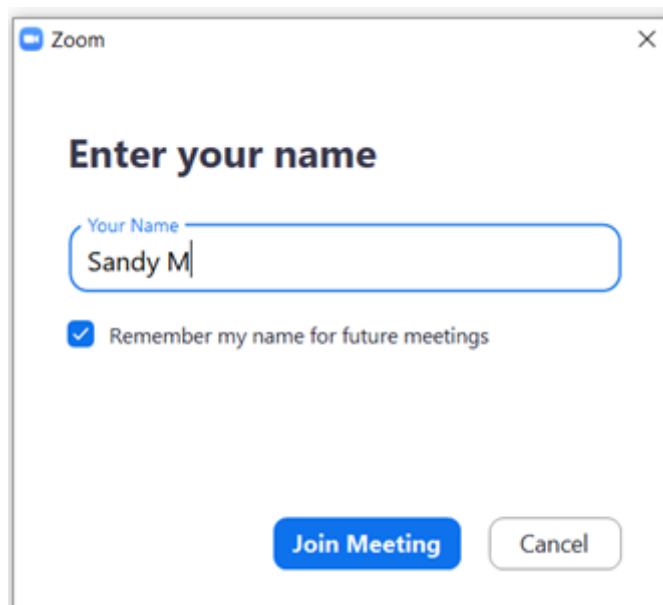 Zoom
Enter your name
Your Name
Sandy M
Remember my name for future meetings
Join Meeting Cancel